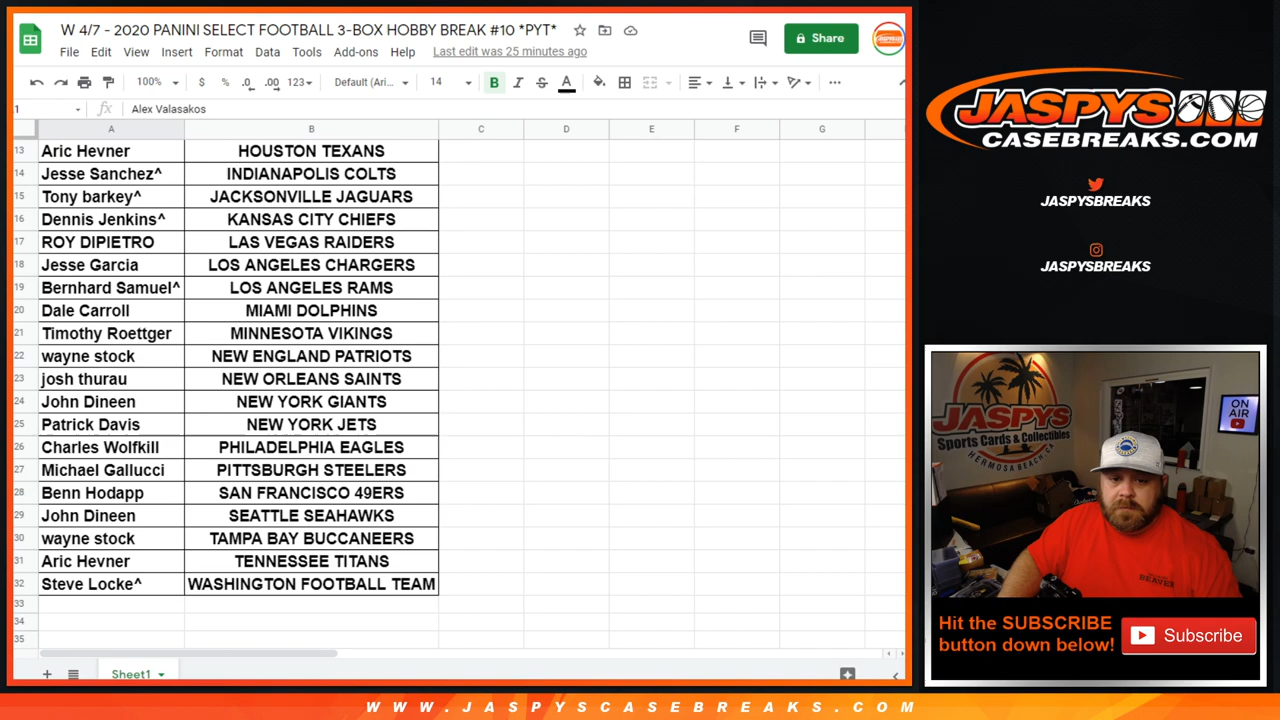 W 4/7 - 2020 PANINI SELECT FOOTBALL 3-BOX HOBBY BREAK #10 *PYT*
File Edit View Insert Format Data Tools Add-ons Help Last edit was 25 minutes ago
Share
100% $ % .0 .00 123 Default (Ari... 14 B I S A
1 fx Alex Valasakos
A B C D E F G
13 Aric Hevner HOUSTON TEXANS
14 Jesse Sanchez^ INDIANAPOLIS COLTS
15 Tony barkey^ JACKSONVILLE JAGUARS
16 Dennis Jenkins^ KANSAS CITY CHIEFS
17 ROY DIPIETRO LAS VEGAS RAIDERS
18 Jesse Garcia LOS ANGELES CHARGERS
19 Bernhard Samuel^ LOS ANGELES RAMS
20 Dale Carroll MIAMI DOLPHINS
21 Timothy Roettger MINNESOTA VIKINGS
22 wayne stock NEW ENGLAND PATRIOTS
23 josh thurau NEW ORLEANS SAINTS
24 John Dineen NEW YORK GIANTS
25 Patrick Davis NEW YORK JETS
26 Charles Wolfkill PHILADELPHIA EAGLES
27 Michael Gallucci PITTSBURGH STEELERS
28 Benn Hodapp SAN FRANCISCO 49ERS
29 John Dineen SEATTLE SEAHAWKS
30 wayne stock TAMPA BAY BUCCANEERS
31 Aric Hevner TENNESSEE TITANS
32 Steve Locke^ WASHINGTON FOOTBALL TEAM
33
34
35
Sheet1
JASPYS
CASEBREAKS.COM
JASPYSBREAKS
JASPYSBREAKS
JASPYS
Sports Cards & Collectibles
HERMOSA BEACH, CA
ON
AIR
Hit the SUBSCRIBE
button down below!
Subscribe
WWW.JASPYSCASEBREAKS.COM